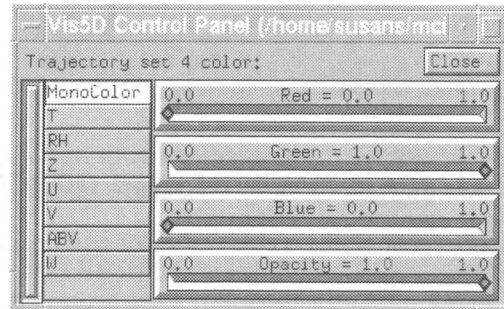 Vis5D Control Panel (/home/susans/mci
Trajectory set 4 color:
Close
MonoColor
T
RH
Z
U
V
ABV
W
0.0 Red = 0.0 1.0
0.0 Green = 1.0 1.0
0.0 Blue = 0.0 1.0
0.0 Opacity = 1.0 1.0